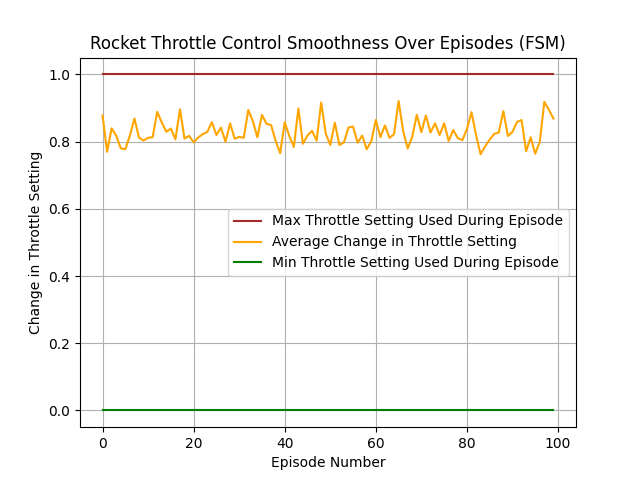 Rocket Throttle Control Smoothness Over Episodes (FSM)
1.0
0.8
0.6
0.4
0.2
0.0
Change in Throttle Setting
Max Throttle Setting Used During Episode
Average Change in Throttle Setting
Min Throttle Setting Used During Episode
0 20 40 60 80 100
Episode Number